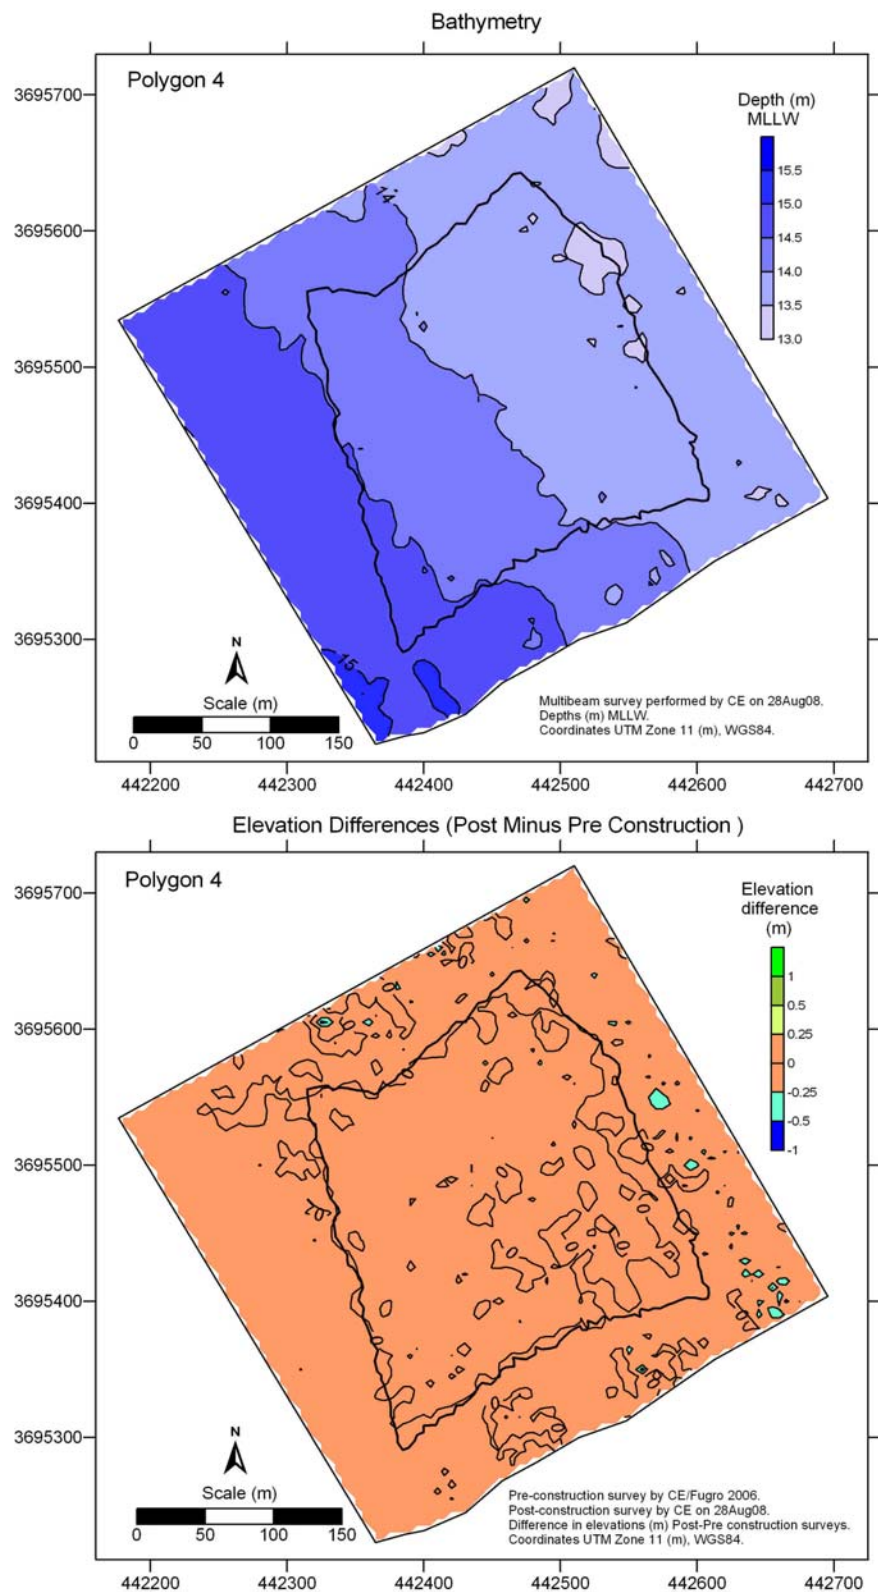 Bathymetry
Polygon 4
Depth (m)
MLLW
15.5
15.0
14.5
14.0
13.5
13.0
3695700
3695600
3695500
3695400
3695300
14
15
N
Scale (m)
0 50 100 150
Multibeam survey performed by CE on 28Aug08.
Depths (m) MLLW.
Coordinates UTM Zone 11 (m), WGS84.
442200 442300 442400 442500 442600 442700
Elevation Differences (Post Minus Pre Construction )
Polygon 4
Elevation
difference
(m)
1
0.5
0.25
0
-0.25
-0.5
-1
3695700
3695600
3695500
3695400
3695300
N
Scale (m)
0 50 100 150
Pre-construction survey by CE/Fugro 2006.
Post-construction survey by CE on 28Aug08.
Difference in elevations (m) Post-Pre construction surveys.
Coordinates UTM Zone 11 (m), WGS84.
442200 442300 442400 442500 442600 442700